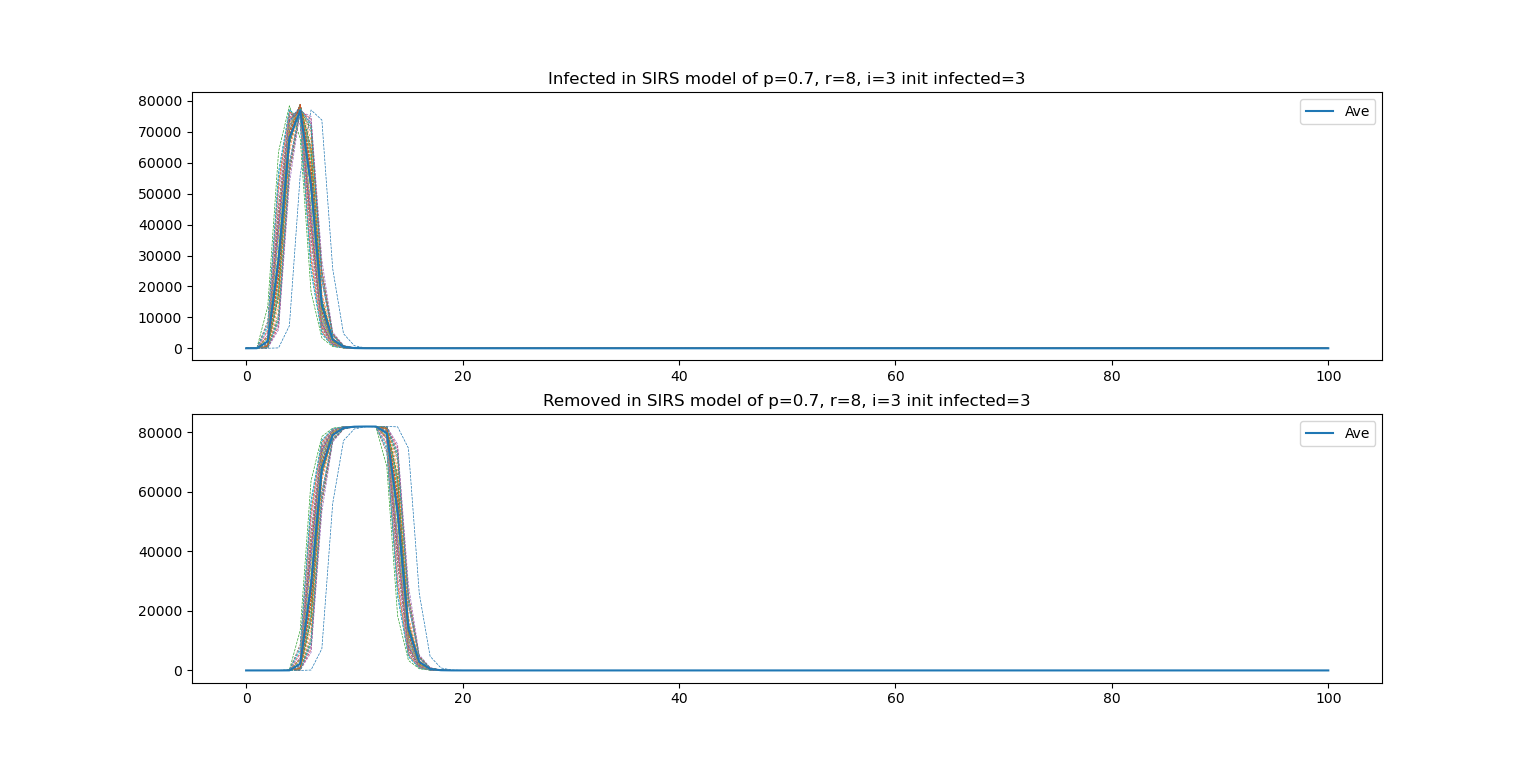 Infected in SIRS model of p=0.7, r=8, i=3 init infected=3
80000
70000
60000
50000
40000
30000
20000
10000
0
Ave
0 20 40 60 80 100
Removed in SIRS model of p=0.7, r=8, i=3 init infected=3
80000
60000
40000
20000
0
Ave
0 20 40 60 80 100